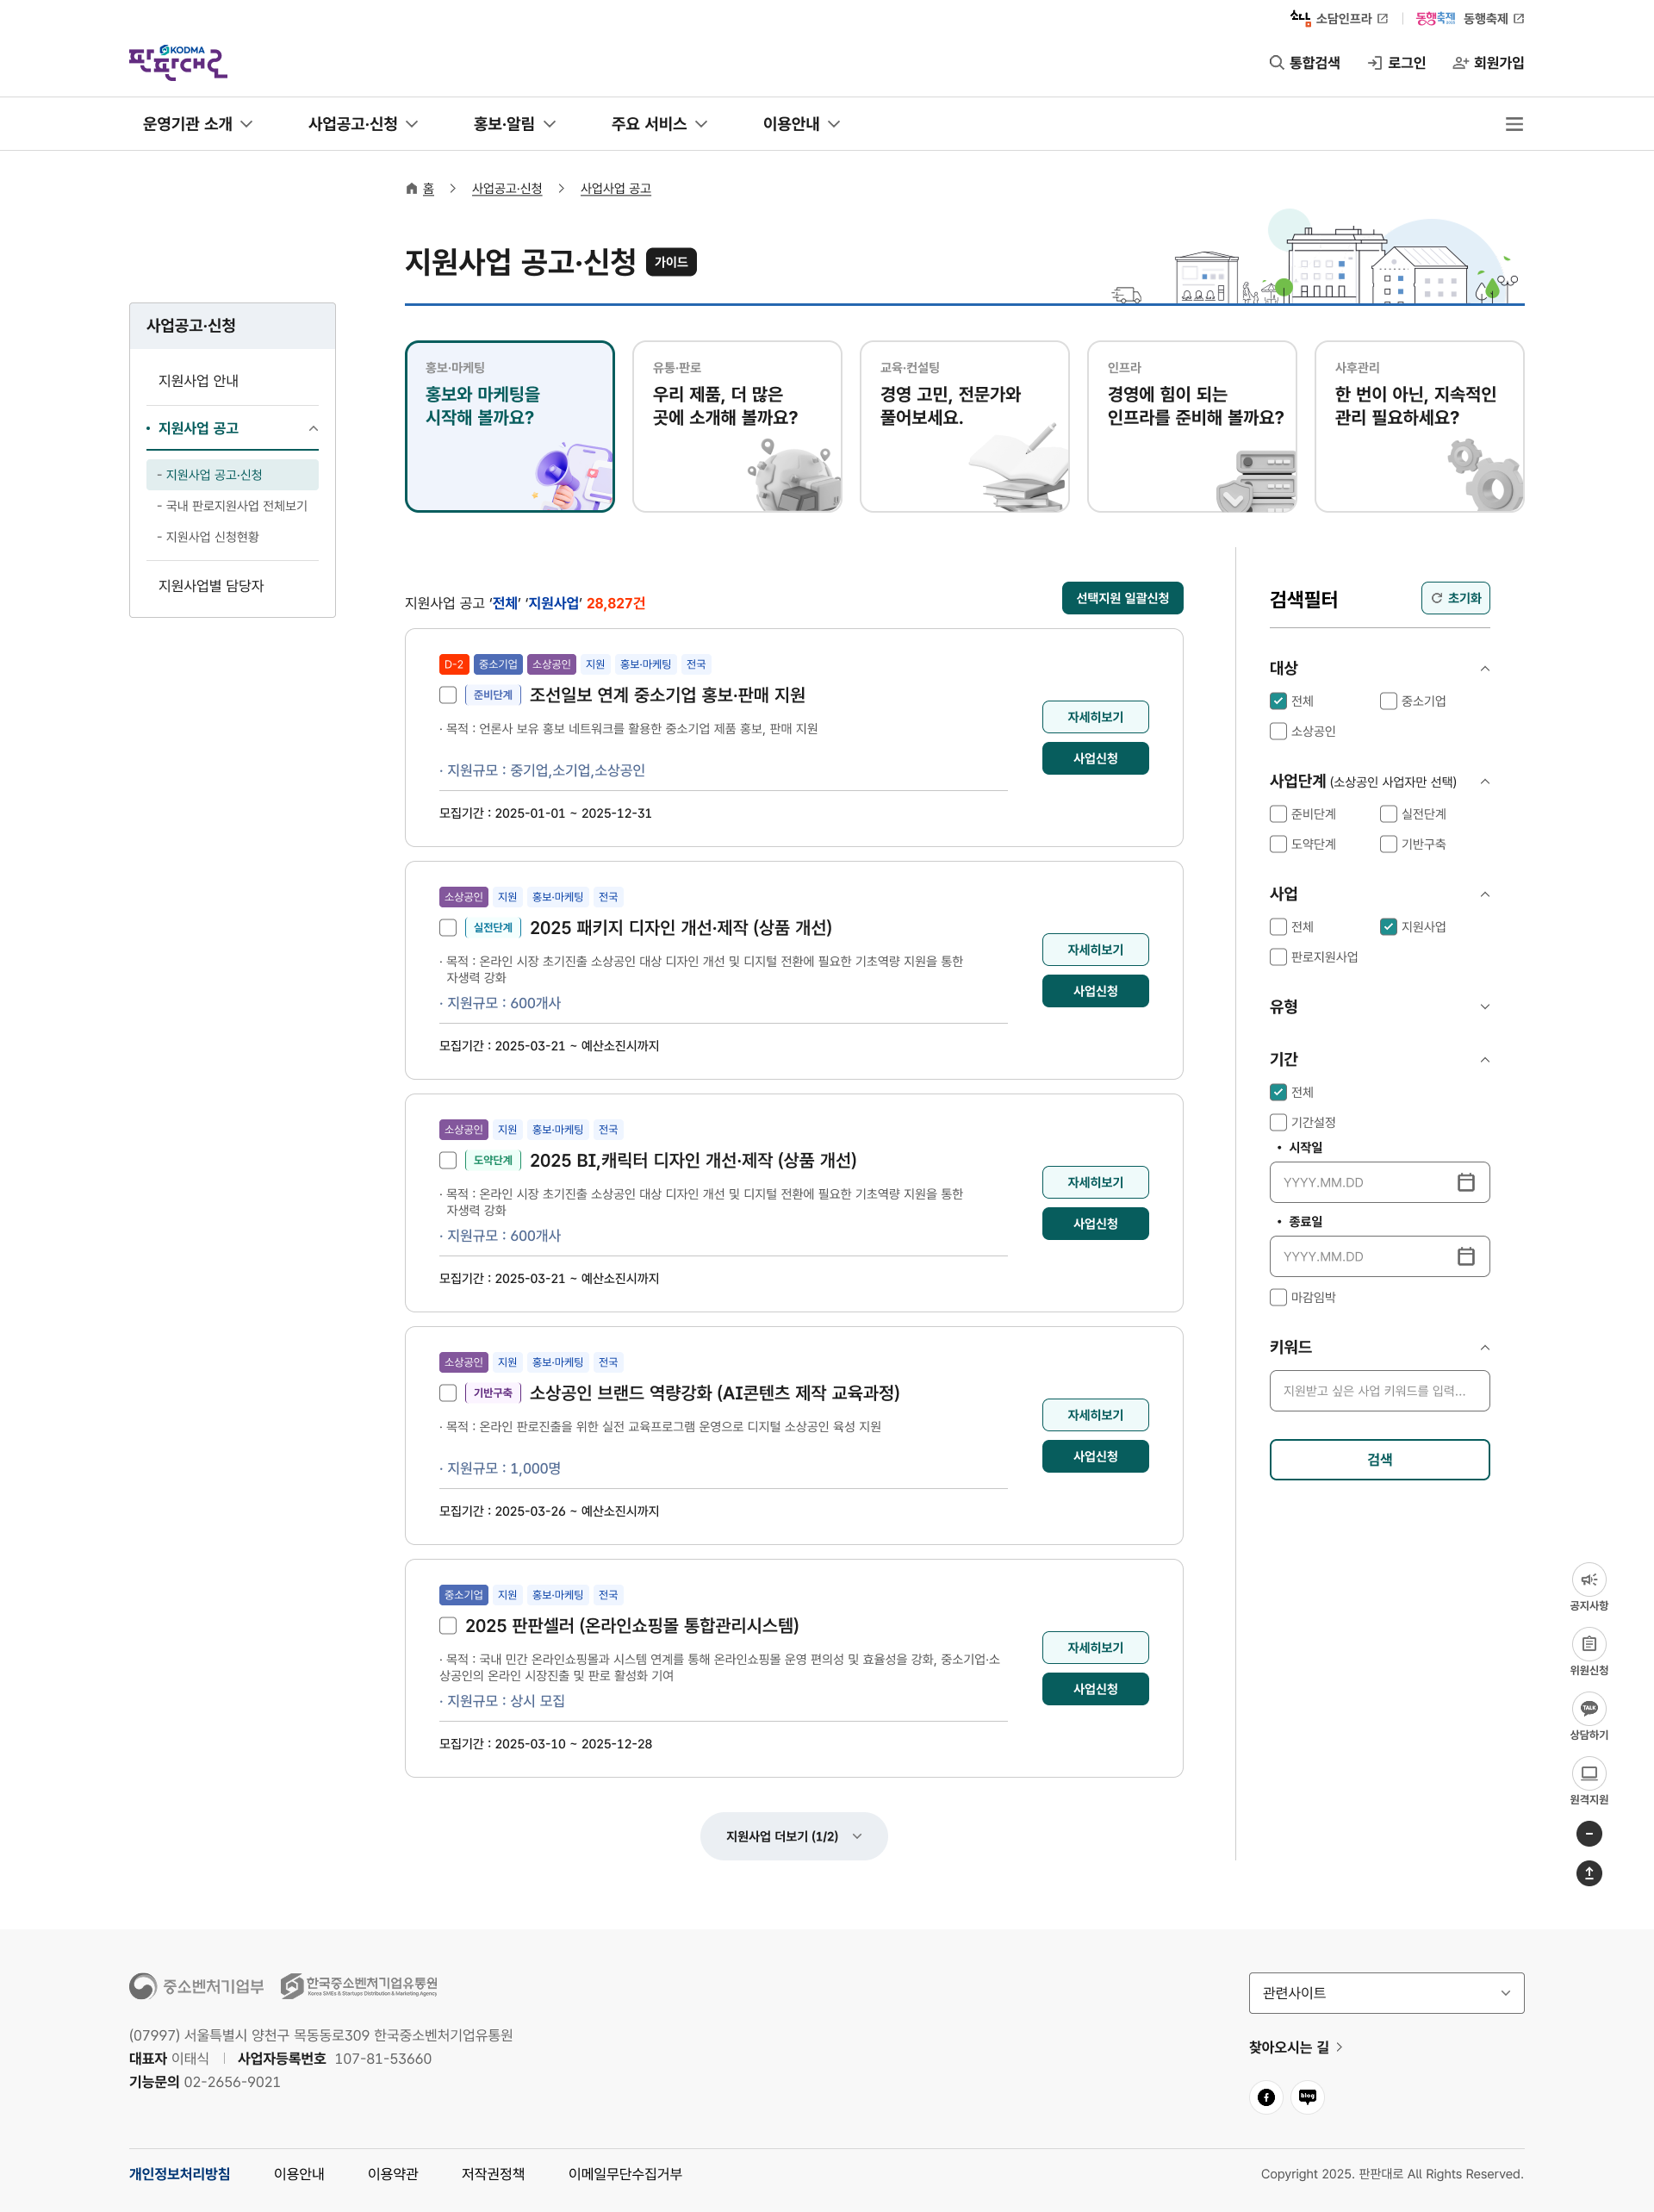 소담인프라
동행축제 동행축제
KODMA
판판대로
통합검색 로그인 회원가입
운영기관 소개 사업공고·신청 홍보·알림 주요 서비스 이용안내
홈 사업공고·신청 사업사업 공고
지원사업 공고·신청 가이드
사업공고·신청
지원사업 안내
• 지원사업 공고
- 지원사업 공고·신청
- 국내 판로지원사업 전체보기
- 지원사업 신청현황
지원사업별 담당자
홍보·마케팅
홍보와 마케팅을
시작해 볼까요?
유통·판로
우리 제품, 더 많은
곳에 소개해 볼까요?
교육·컨설팅
경영 고민, 전문가와
풀어보세요.
인프라
경영에 힘이 되는
인프라를 준비해 볼까요?
사후관리
한 번이 아닌, 지속적인
관리 필요하세요?
지원사업 공고 ‘전체’ ‘지원사업’ 28,827건
선택지원 일괄신청
D-2 중소기업 소상공인 지원 홍보·마케팅 전국
준비단계 조선일보 연계 중소기업 홍보·판매 지원
· 목적 : 언론사 보유 홍보 네트워크를 활용한 중소기업 제품 홍보, 판매 지원
· 지원규모 : 중기업,소기업,소상공인
모집기간 : 2025-01-01 ~ 2025-12-31
자세히보기
사업신청
소상공인 지원 홍보·마케팅 전국
실전단계 2025 패키지 디자인 개선·제작 (상품 개선)
· 목적 : 온라인 시장 초기진출 소상공인 대상 디자인 개선 및 디지털 전환에 필요한 기초역량 지원을 통한
자생력 강화
· 지원규모 : 600개사
모집기간 : 2025-03-21 ~ 예산소진시까지
자세히보기
사업신청
소상공인 지원 홍보·마케팅 전국
도약단계 2025 BI,캐릭터 디자인 개선·제작 (상품 개선)
· 목적 : 온라인 시장 초기진출 소상공인 대상 디자인 개선 및 디지털 전환에 필요한 기초역량 지원을 통한
자생력 강화
· 지원규모 : 600개사
모집기간 : 2025-03-21 ~ 예산소진시까지
자세히보기
사업신청
소상공인 지원 홍보·마케팅 전국
기반구축 소상공인 브랜드 역량강화 (AI콘텐츠 제작 교육과정)
· 목적 : 온라인 판로진출을 위한 실전 교육프로그램 운영으로 디지털 소상공인 육성 지원
· 지원규모 : 1,000명
모집기간 : 2025-03-26 ~ 예산소진시까지
자세히보기
사업신청
중소기업 지원 홍보·마케팅 전국
2025 판판셀러 (온라인쇼핑몰 통합관리시스템)
· 목적 : 국내 민간 온라인쇼핑몰과 시스템 연계를 통해 온라인쇼핑몰 운영 편의성 및 효율성을 강화, 중소기업·소
상공인의 온라인 시장진출 및 판로 활성화 기여
· 지원규모 : 상시 모집
모집기간 : 2025-03-10 ~ 2025-12-28
자세히보기
사업신청
지원사업 더보기 (1/2)
검색필터 초기화
대상
전체 중소기업
소상공인
사업단계 (소상공인 사업자만 선택)
준비단계 실전단계
도약단계 기반구축
사업
전체 지원사업
판로지원사업
유형
기간
전체
기간설정
• 시작일
YYYY.MM.DD
• 종료일
YYYY.MM.DD
마감임박
키워드
지원받고 싶은 사업 키워드를 입력...
검색
공지사항
위원신청
TALK
상담하기
원격지원
중소벤처기업부 한국중소벤처기업유통원
Korea SMEs & Startups Distribution & Marketing Agency
(07997) 서울특별시 양천구 목동동로309 한국중소벤처기업유통원
대표자 이태식 사업자등록번호 107-81-53660
기능문의 02-2656-9021
관련사이트
찾아오시는 길
blog
개인정보처리방침 이용안내 이용약관 저작권정책 이메일무단수집거부
Copyright 2025. 판판대로 All Rights Reserved.